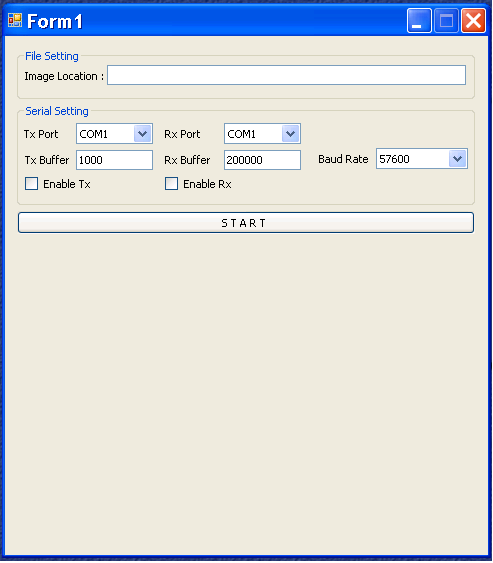 Form1
File Setting
Image Location :
Serial Setting
Tx Port COM1 Rx Port COM1
Tx Buffer 1000 Rx Buffer 200000 Baud Rate 57600
Enable Tx Enable Rx
S T A R T